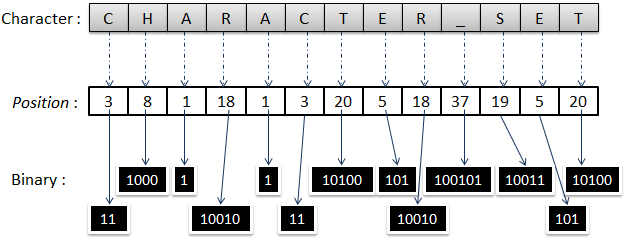 Character : C H A R A C T E R _ S E T
Position : 3 8 1 18 1 3 20 5 18 37 19 5 20
Binary : 1000 1 1 10100 101 100101 10011 10100
11 10010 11 10010 101